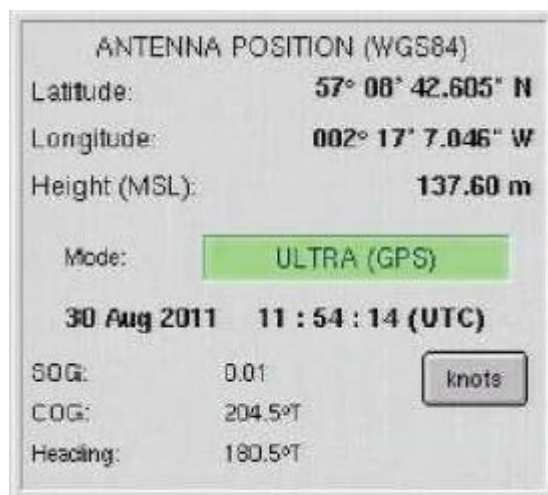 ANTENNA POSITION (WGS84)
Latitude: 57° 08' 42.605" N
Longitude: 002° 17' 7.046" W
Height (MSL): 137.60 m
Mode: ULTRA (GPS)
30 Aug 2011 11 : 54 : 14 (UTC)
SOG: 0.01 knots
COG: 204.5°T
Heading: 180.5°T